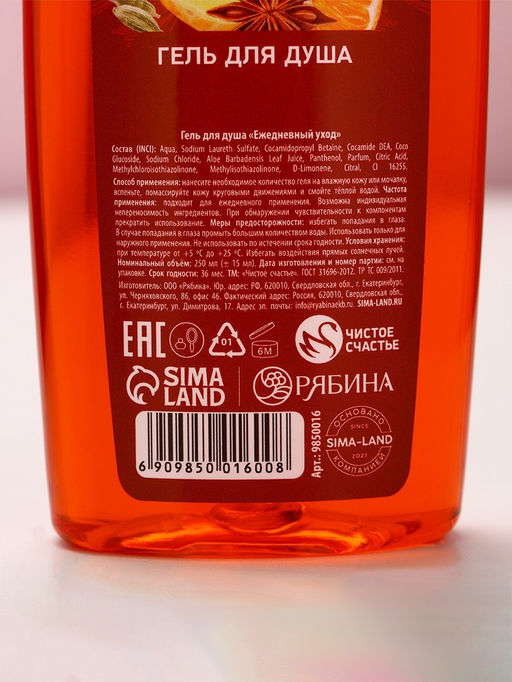 ГЕЛЬ ДЛЯ ДУША
Гель для душа «Ежедневный уход»
Состав (INCI): Aqua, Sodium Laureth Sulfate, Cocamidopropyl Betaine, Cocamide DEA, Coco
Glucoside, Sodium Chloride, Aloe Barbadensis Leaf Juice, Panthenol, Parfum, Citric Acid,
Methylchloroisothiazolinone, Methylisothiazolinone, D-Limonene, Citral, CI 16255.
Способ применения: нанесите необходимое количество геля на влажную кожу или мочалку,
вспеньте, помассируйте кожу круговыми движениями и смойте тёплой водой. Частота
применения: подходит для ежедневного применения. Возможна индивидуальная
непереносимость ингредиентов. При обнаружении чувствительности к компонентам
прекратить использование. Меры предосторожности: избегать попадания в глаза.
В случае попадания в глаза промыть большим количеством воды. Использовать только для
наружного применения. Не использовать по истечении срока годности. Условия хранения:
при температуре от +5 °С до +25 °С. Избегать воздействия прямых солнечных лучей.
Номинальный объём: 250 мл (± 15 мл). Дата изготовления и номер партии: см. на
упаковке. Срок годности: 36 мес. ТМ: «Чистое счастье». ГОСТ 31696-2012. ТР ТС 009/2011.
Изготовитель: ООО «Рябина». Юр. адрес: РФ, 620010, Свердловская обл., г. Екатеринбург,
ул. Черняховского, 86, офис 46. Фактический адрес: Россия, 620010, Свердловская обл.,
г. Екатеринбург, ул. Димитрова, 17. Адрес эл. почты: info@ryabinaekb.ru. SIMA-LAND.RU
ЕАС
01
6M
ЧИСТОЕ
СЧАСТЬЕ
SIMA
LAND
РЯБИНА
6 909850 016008
Арт.: 9850016
ОСНОВАНО
SINCE
SIMA-LAND
2023
КОМПАНИЕЙ